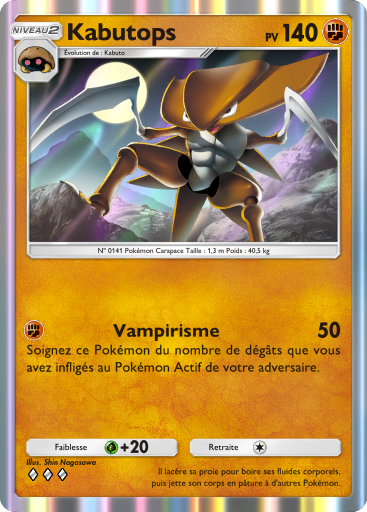 NIVEAU 2
Kabutops
PV 140
Évolution de : Kabuto
N° 0141 Pokémon Carapace Taille : 1,3 m Poids : 40,5 kg
Vampirisme 50
Soignez ce Pokémon du nombre de dégâts que vous
avez infligés au Pokémon Actif de votre adversaire.
Faiblesse +20
Retraite
Illus. Shin Nagasawa
Il lacère sa proie pour boire ses fluides corporels,
puis jette son corps en pâture à d'autres Pokémon.